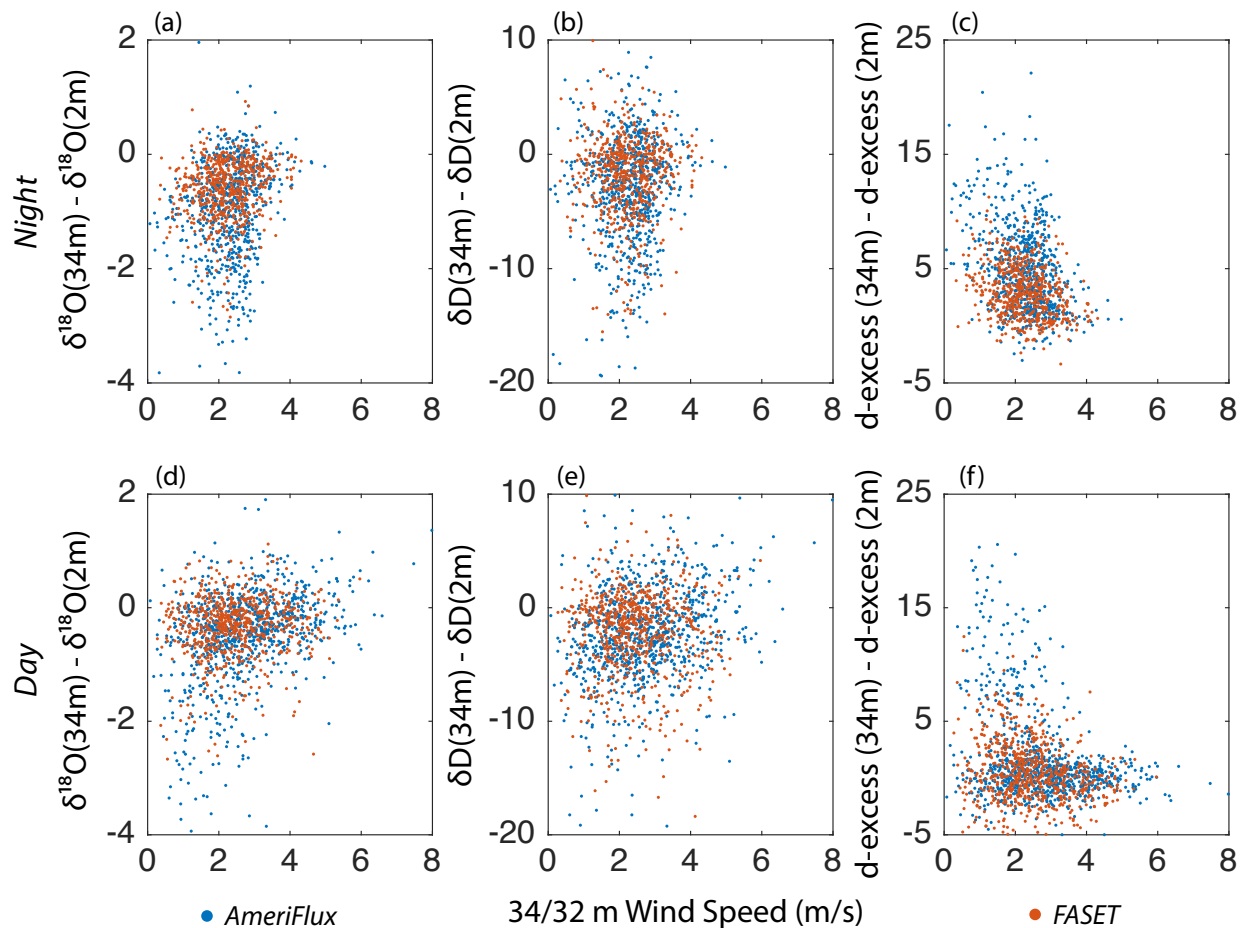 (a) (b) (c)
Night
δ¹⁸O(34m) - δ¹⁸O(2m)
2
0
-2
-4
0 2 4 6 8
δD(34m) - δD(2m)
10
0
-10
-20
0 2 4 6 8
d-excess (34m) - d-excess (2m)
25
15
5
-5
0 2 4 6 8
(d) (e) (f)
Day
δ¹⁸O(34m) - δ¹⁸O(2m)
2
0
-2
-4
0 2 4 6 8
δD(34m) - δD(2m)
10
0
-10
-20
0 2 4 6 8
d-excess (34m) - d-excess (2m)
25
15
5
-5
0 2 4 6 8
AmeriFlux 34/32 m Wind Speed (m/s) FASET